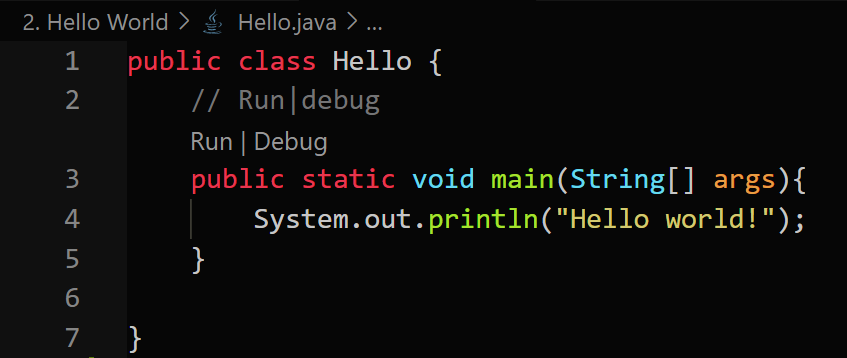 2. Hello World > Hello.java > ...
1 public class Hello {
2 // Run|debug
Run | Debug
3 public static void main(String[] args){
4 System.out.println("Hello world!");
5 }
6
7 }